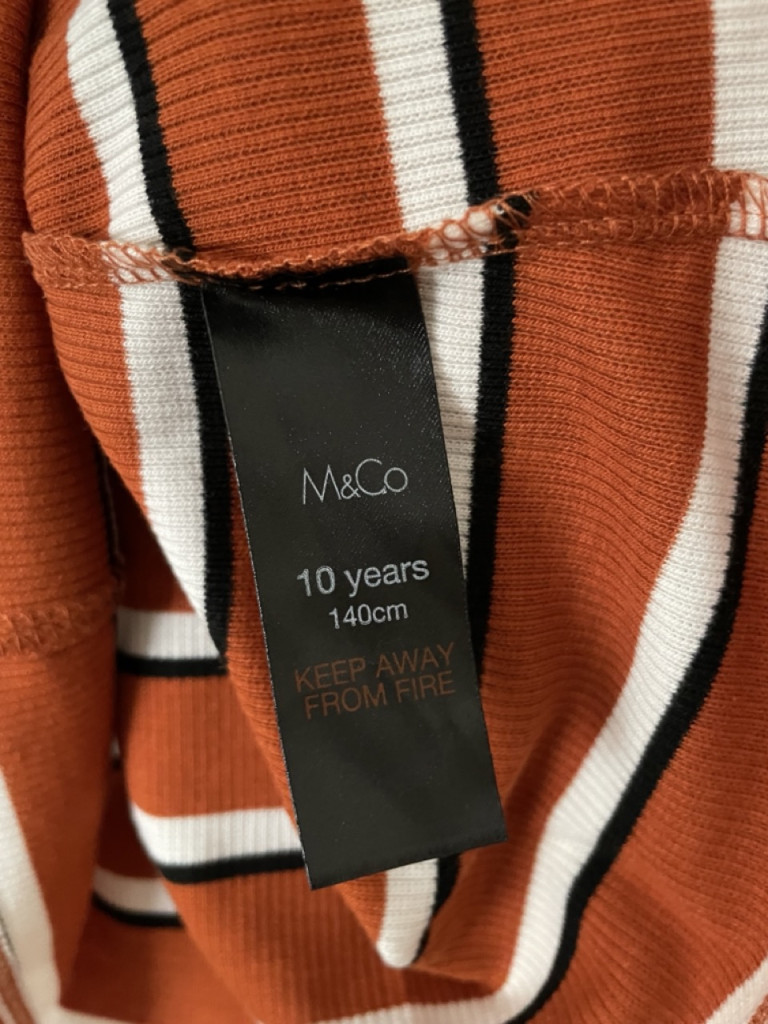 M&Co
10 years
140cm
KEEP AWAY
FROM FIRE